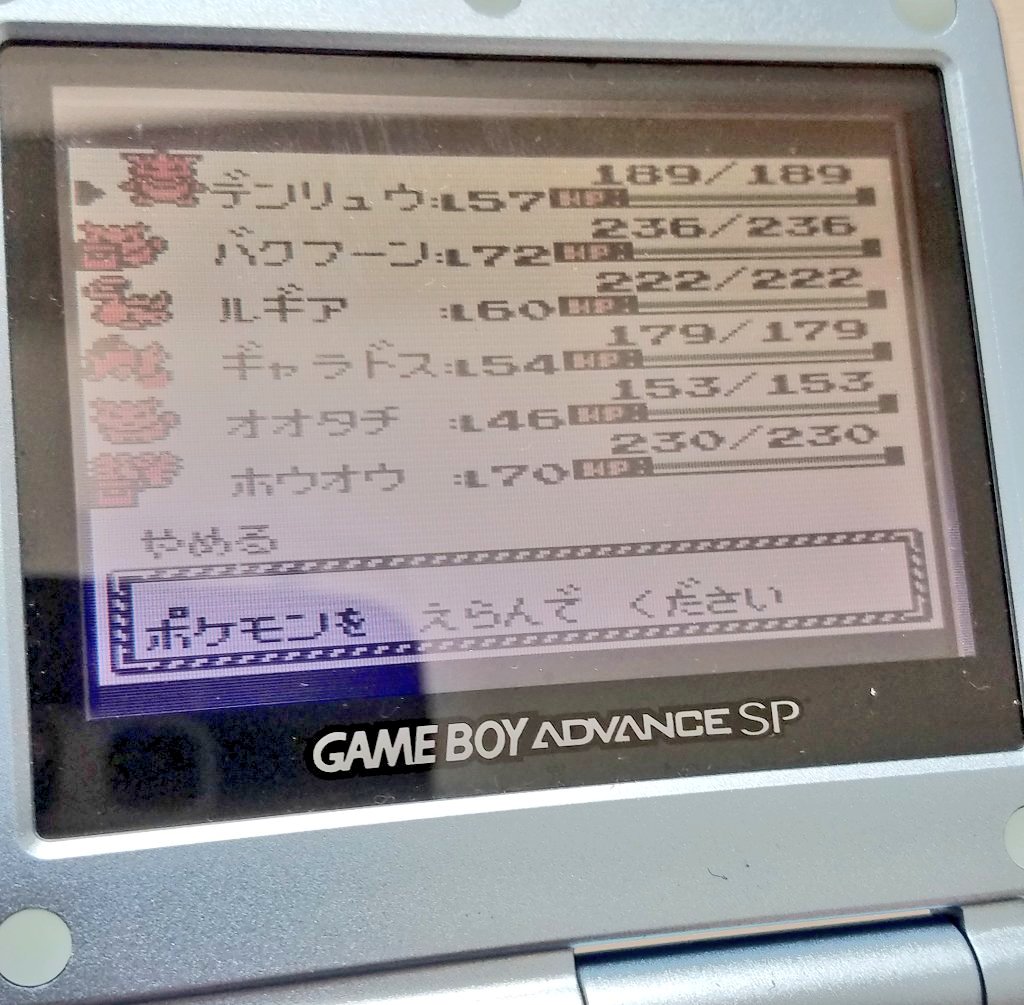 189/189
デンリュウ:L57 HP:
236/236
バクフーン:L72 HP:
222/222
ルギア :L60 HP:
179/179
ギャラドス:L54 HP:
153/153
オオタチ :L46 HP:
230/230
ホウオウ :L70 HP:
やめる
ポケモンを えらんで ください
GAME BOY ADVANCE SP